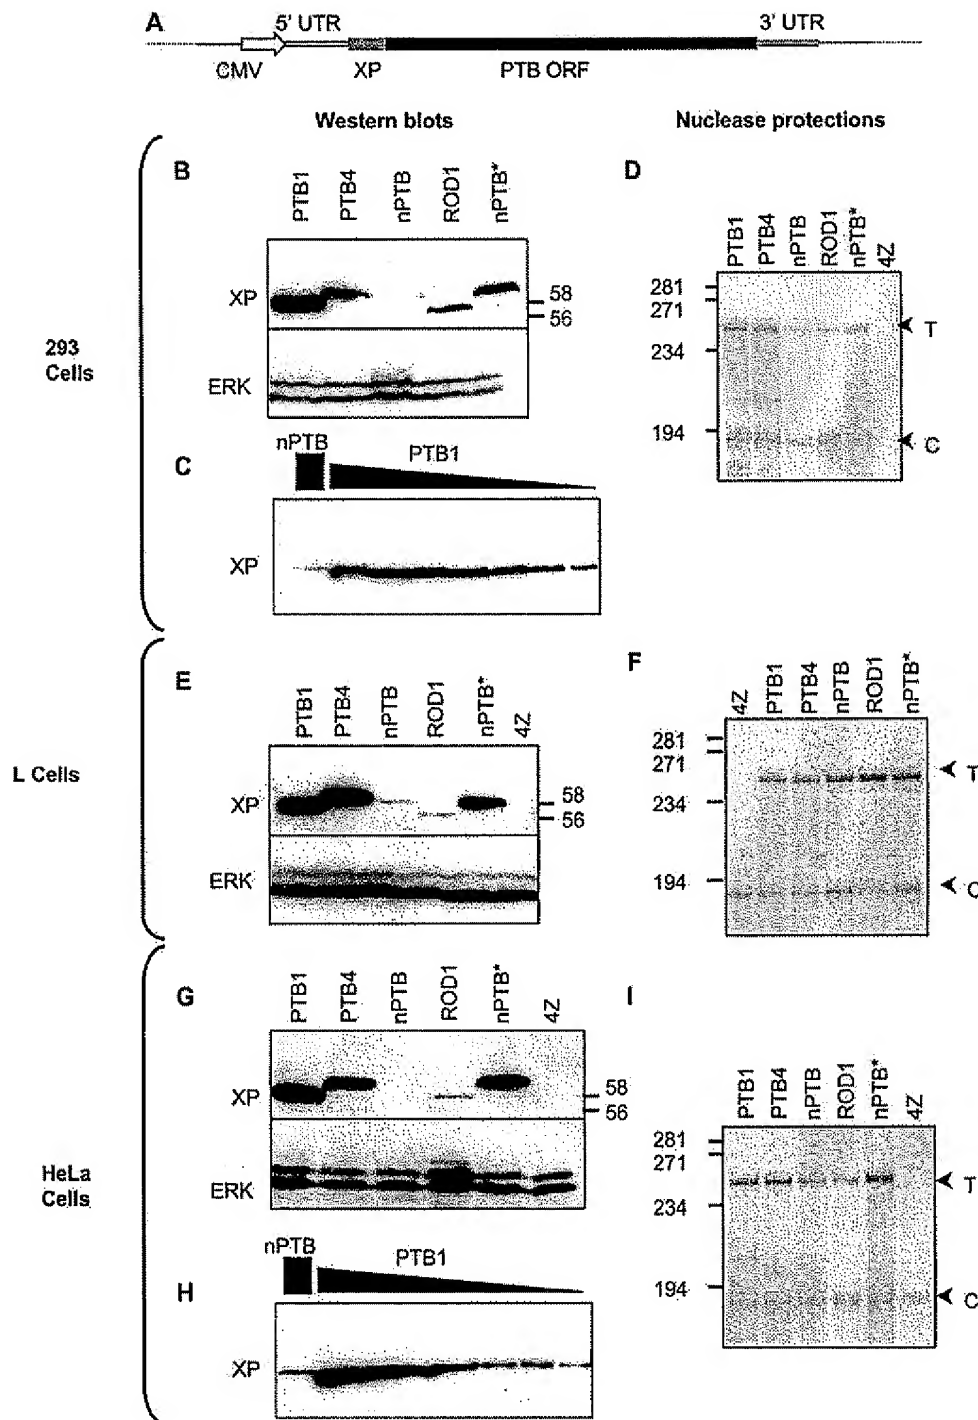 A
5' UTR
3' UTR
CMV
XP
PTB ORF
Western blots
Nuclease protections
293 Cells
B
PTB1
PTB4
nPTB
ROD1
nPTB*
XP
58
56
ERK
D
PTB1
PTB4
nPTB
ROD1
nPTB*
4Z
281
271
234
194
T
C
C
nPTB
PTB1
XP
L Cells
E
PTB1
PTB4
nPTB
ROD1
nPTB*
4Z
XP
58
56
ERK
F
4Z
PTB1
PTB4
nPTB
ROD1
nPTB*
281
271
234
194
T
C
HeLa Cells
G
PTB1
PTB4
nPTB
ROD1
nPTB*
4Z
XP
58
56
ERK
I
PTB1
PTB4
nPTB
ROD1
nPTB*
4Z
281
271
234
194
T
C
H
nPTB
PTB1
XP